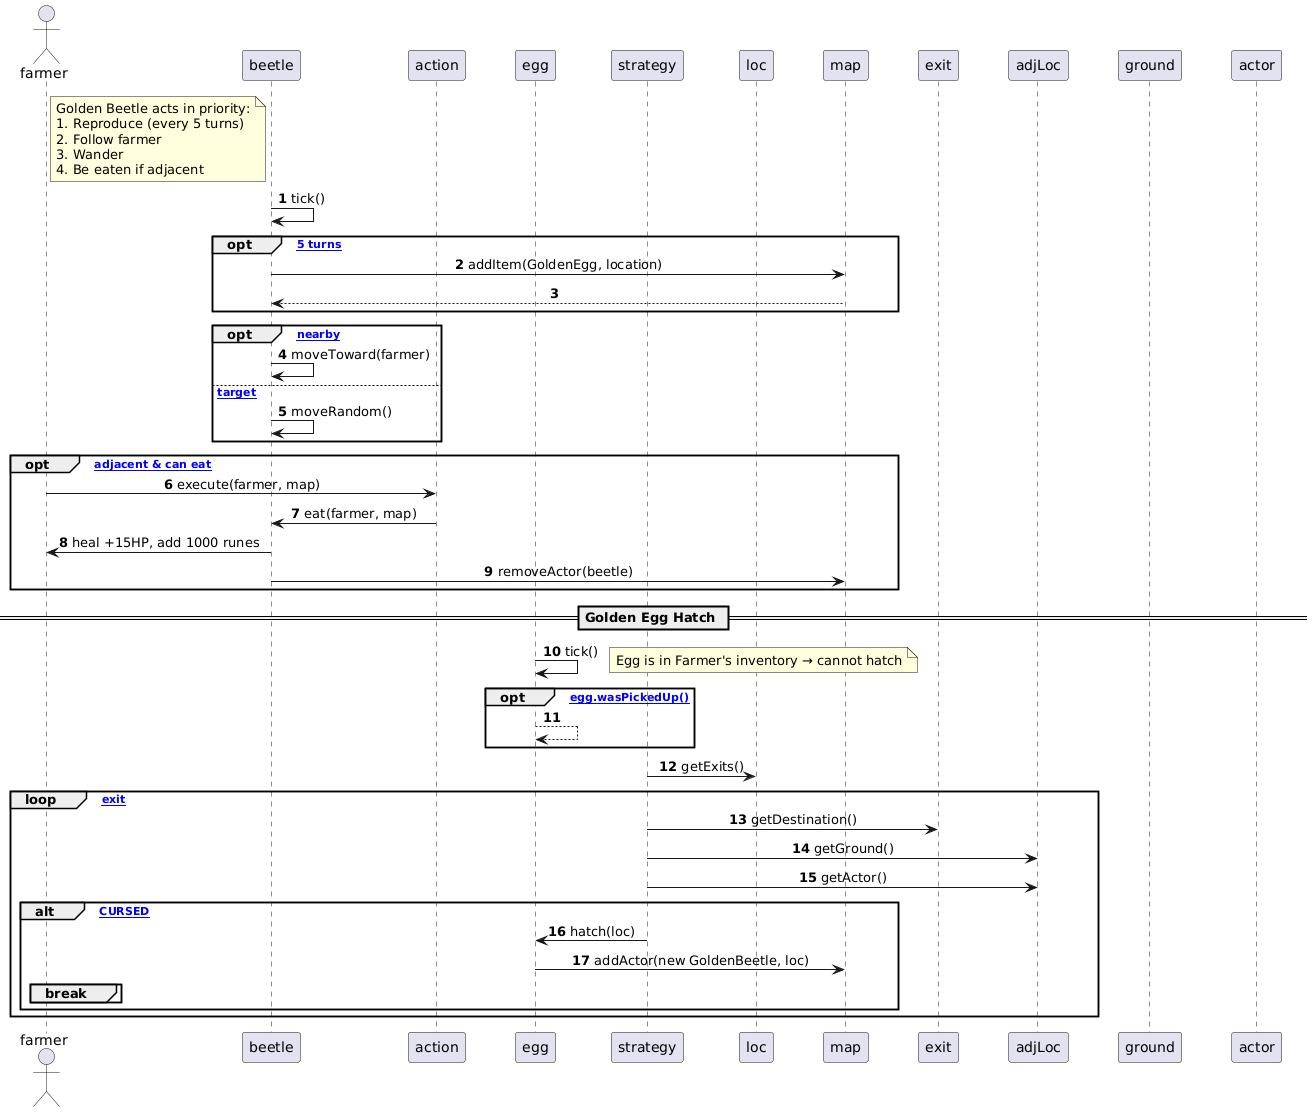 farmer
beetle
action
egg
strategy
loc
map
exit
adjLoc
ground
actor
Golden Beetle acts in priority:
1. Reproduce (every 5 turns)
2. Follow farmer
3. Wander
4. Be eaten if adjacent
1 tick()
opt
5 turns
2 addItem(GoldenEgg, location)
3
opt
nearby
4 moveToward(farmer)
target
5 moveRandom()
opt
adjacent & can eat
6 execute(farmer, map)
7 eat(farmer, map)
8 heal +15HP, add 1000 runes
9 removeActor(beetle)
Golden Egg Hatch
10 tick()
Egg is in Farmer's inventory → cannot hatch
opt
egg.wasPickedUp()
11
12 getExits()
loop
exit
13 getDestination()
14 getGround()
15 getActor()
alt
CURSED
16 hatch(loc)
17 addActor(new GoldenBeetle, loc)
break
farmer
beetle
action
egg
strategy
loc
map
exit
adjLoc
ground
actor